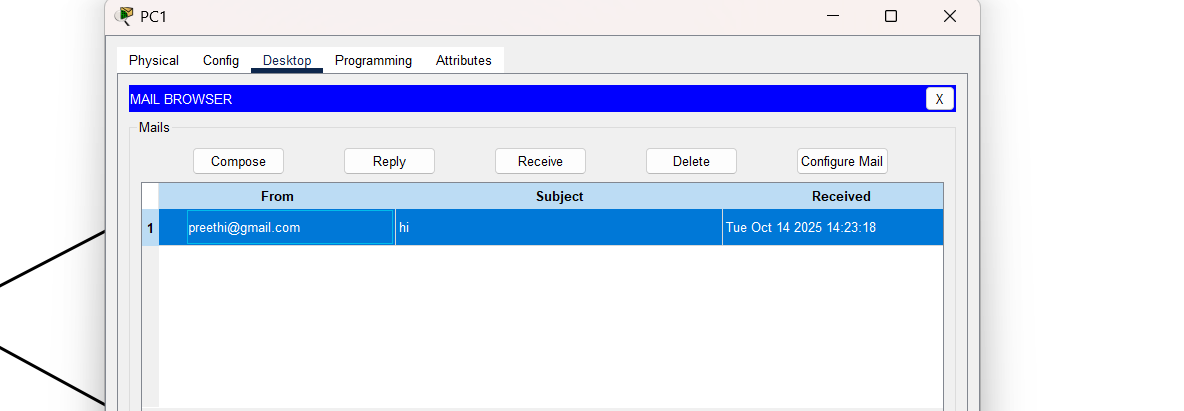 PC1
Physical Config Desktop Programming Attributes
MAIL BROWSER X
Mails
Compose Reply Receive Delete Configure Mail
From Subject Received
1 preethi@gmail.com hi Tue Oct 14 2025 14:23:18